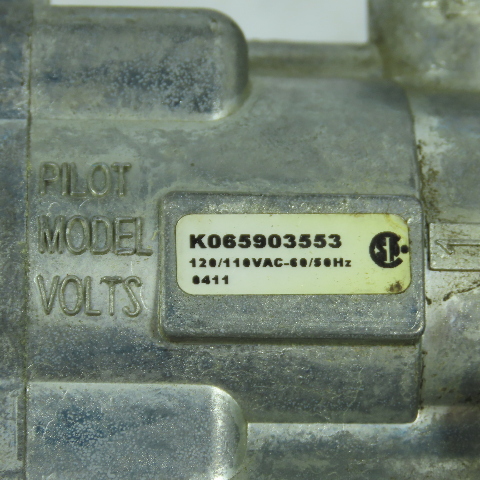 PILOT
MODEL
VOLTS
K065903553
120/110VAC-60/50Hz
0411